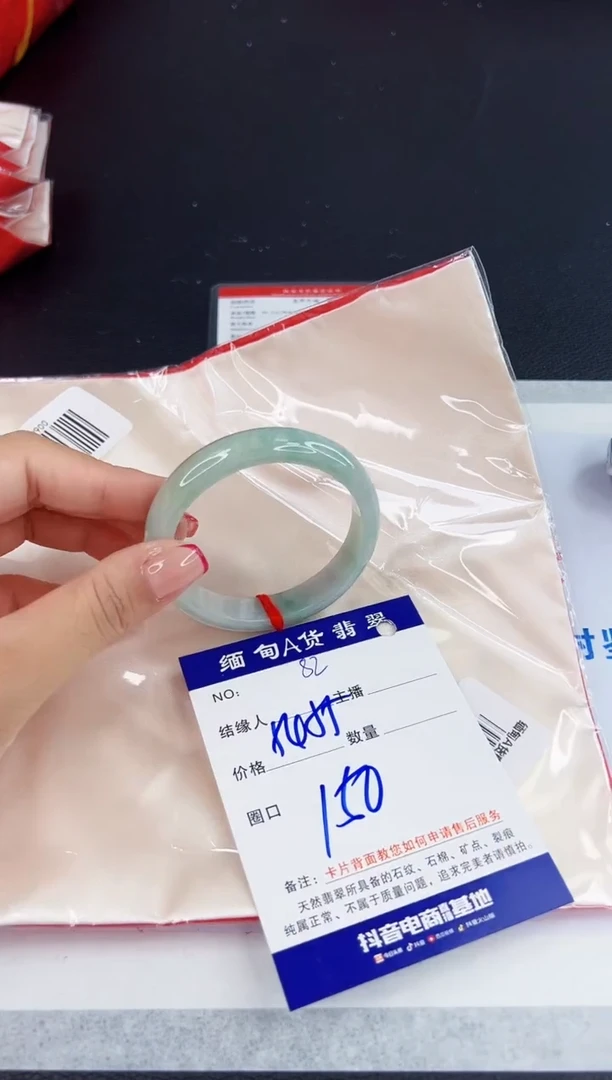 缅甸A货翡翠
NO:
82
结缘人
主播
价格
数量
圈口
150
备注:卡片背面教您如何申请售后服务
天然翡翠所具备的石纹、石棉、矿点、裂痕
纯属正常、不属于质量问题,追求完美者请慎拍。
抖音电商基地
缅甸A货